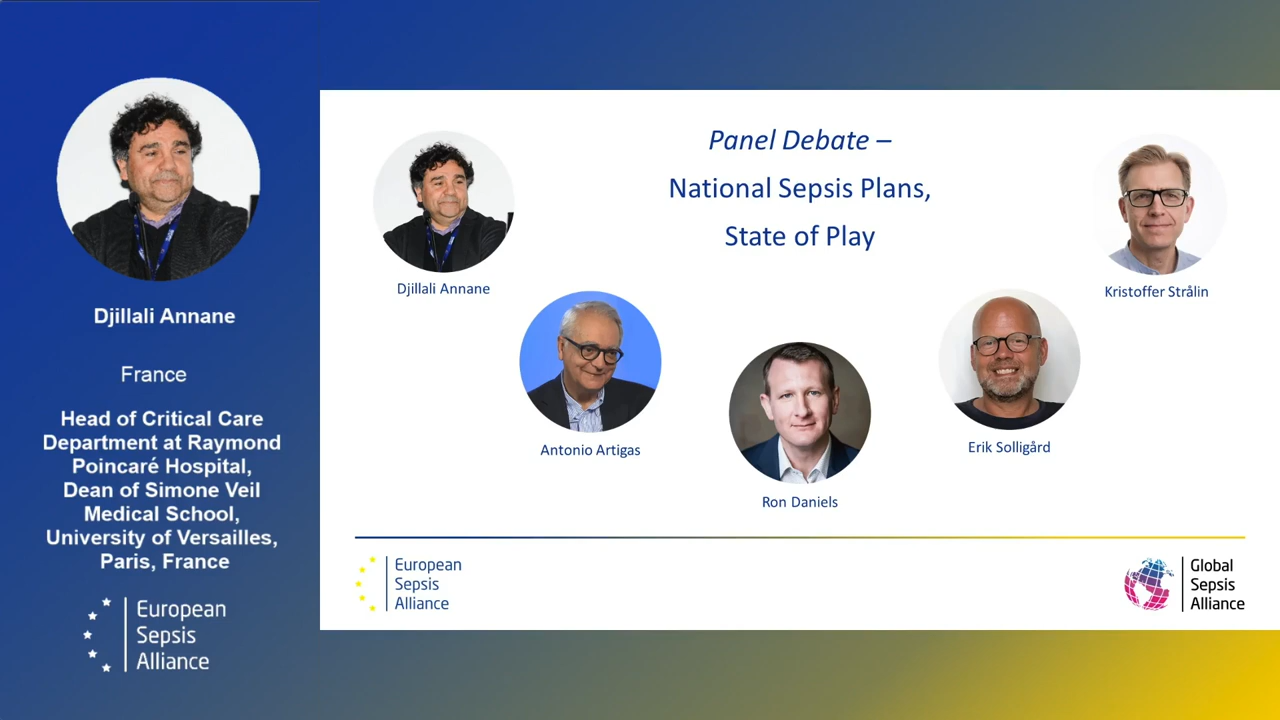 Djillali Annane
France
Head of Critical Care
Department at Raymond
Poincaré Hospital,
Dean of Simone Veil
Medical School,
University of Versailles,
Paris, France
European
Sepsis
Alliance
Panel Debate –
National Sepsis Plans,
State of Play
Djillali Annane
Antonio Artigas
Ron Daniels
Erik Solligård
Kristoffer Strålin
European
Sepsis
Alliance
Global
Sepsis
Alliance